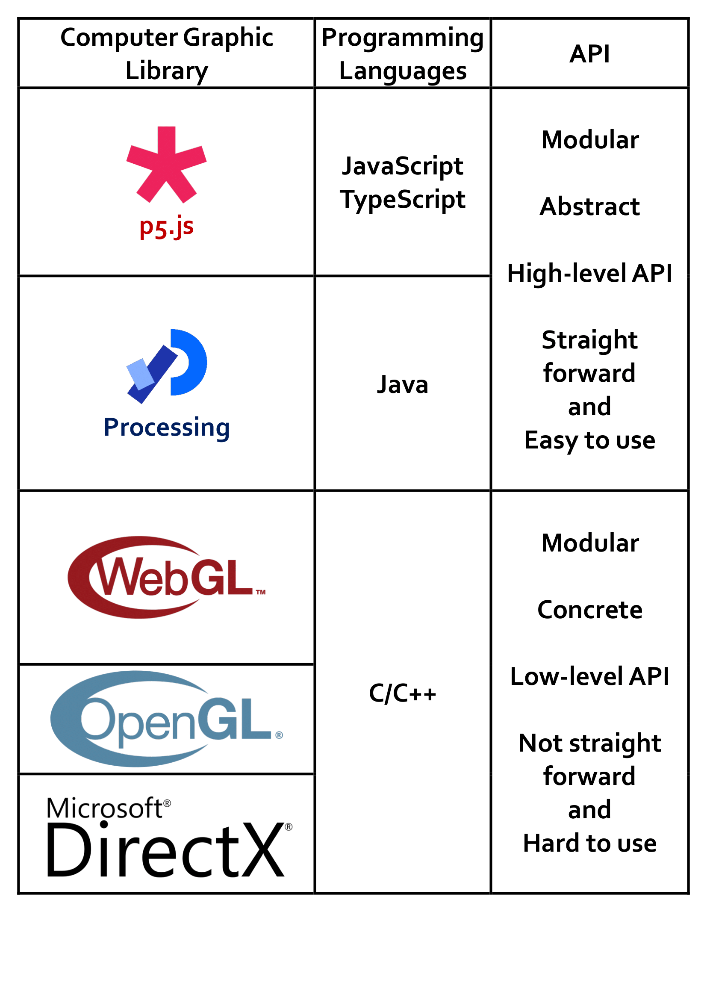 Computer Graphic
Library
Programming
Languages
API
p5.js
JavaScript
TypeScript
Modular
Abstract
High-level API
Straight
forward
and
Easy to use
Processing
Java
WebGL™
OpenGL®
Microsoft®
DirectX®
C/C++
Modular
Concrete
Low-level API
Not straight
forward
and
Hard to use